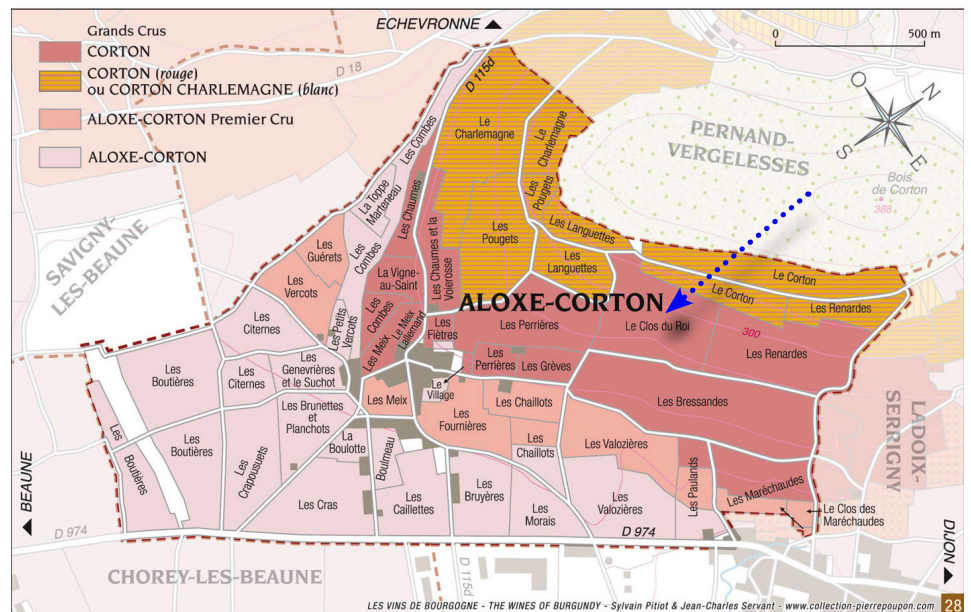 ECHEVRONNE
Grands Crus
CORTON
CORTON (rouge)
ou CORTON CHARLEMAGNE (blanc)
ALOXE-CORTON Premier Cru
ALOXE-CORTON
D 18
D 115d
0
500 m
N
O
E
S
PERNAND-
VERGELESSES
Bois
de Corton
388
SAVIGNY-
LES-BEAUNE
Les Combes
Le
Charlemagne
Le
Charlemagne
La Toppe
Marteneau
Les Chaumes
Les
Pougets
Les
Guérets
Les
Combes
Les Chaumes et la
Voierosse
Les
Pougets
Les Languettes
Les
Languettes
Le Corton
Le Corton
Les Renardes
Les
Vercots
La Vigne-
au-Saint
Les
Combes
ALOXE-CORTON
Les
Citernes
Les Petits
Vercots
Les Meix
Le Meix
Lallemand
Les
Fiètres
Les Perrières
Le Clos du Roi
300
Les Renardes
Les
Boutières
Les
Citernes
Les
Genevrières
et le Suchot
Les
Perrières
Les Grèves
Le
Village
Les Meix
Les Chaillots
Les Bressandes
LADOIX-
SERRIGNY
Les
Boutières
Les
Boutières
Les
Crapousuets
Les Brunettes
et
Planchots
La
Boulotte
Boulmeau
Les
Fournières
Les
Chaillots
Les Valozières
Les Paulands
Les Maréchaudes
Le Clos des
Maréchaudes
Les Cras
Les
Caillettes
Les
Bruyères
Les
Morais
Les
Valozières
BEAUNE
D 974
D 974
DIJON
CHOREY-LES-BEAUNE
D 115d
LES VINS DE BOURGOGNE - THE WINES OF BURGUNDY - Sylvain Pitiot & Jean-Charles Servant - www.collection-pierrepoupon.com
28